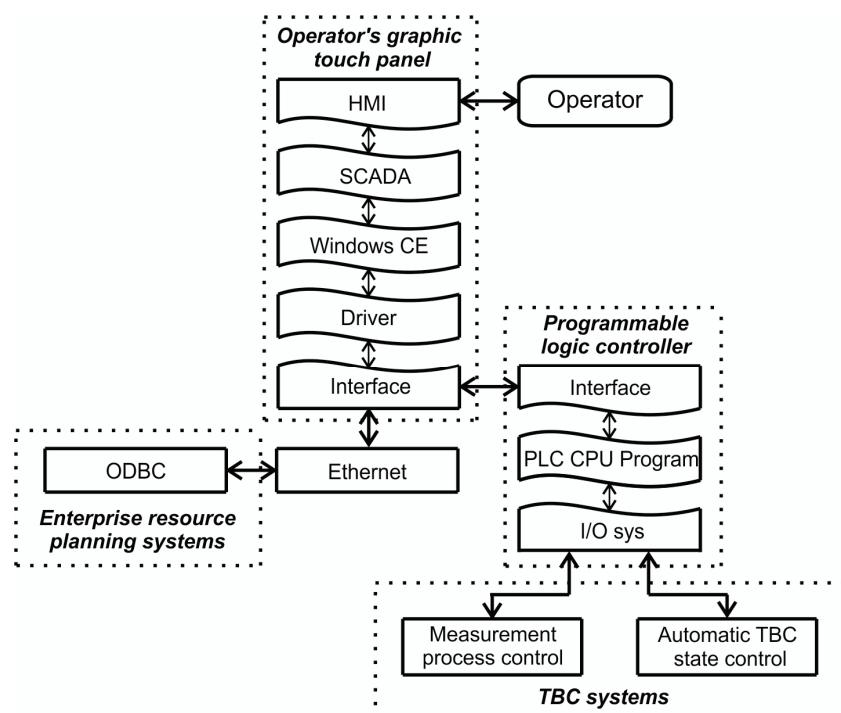 Operator's graphic
touch panel
HMI
Operator
SCADA
Windows CE
Driver
Interface
Programmable
logic controller
Interface
PLC CPU Program
I/O sys
ODBC
Ethernet
Enterprise resource
planning systems
Measurement
process control
Automatic TBC
state control
TBC systems